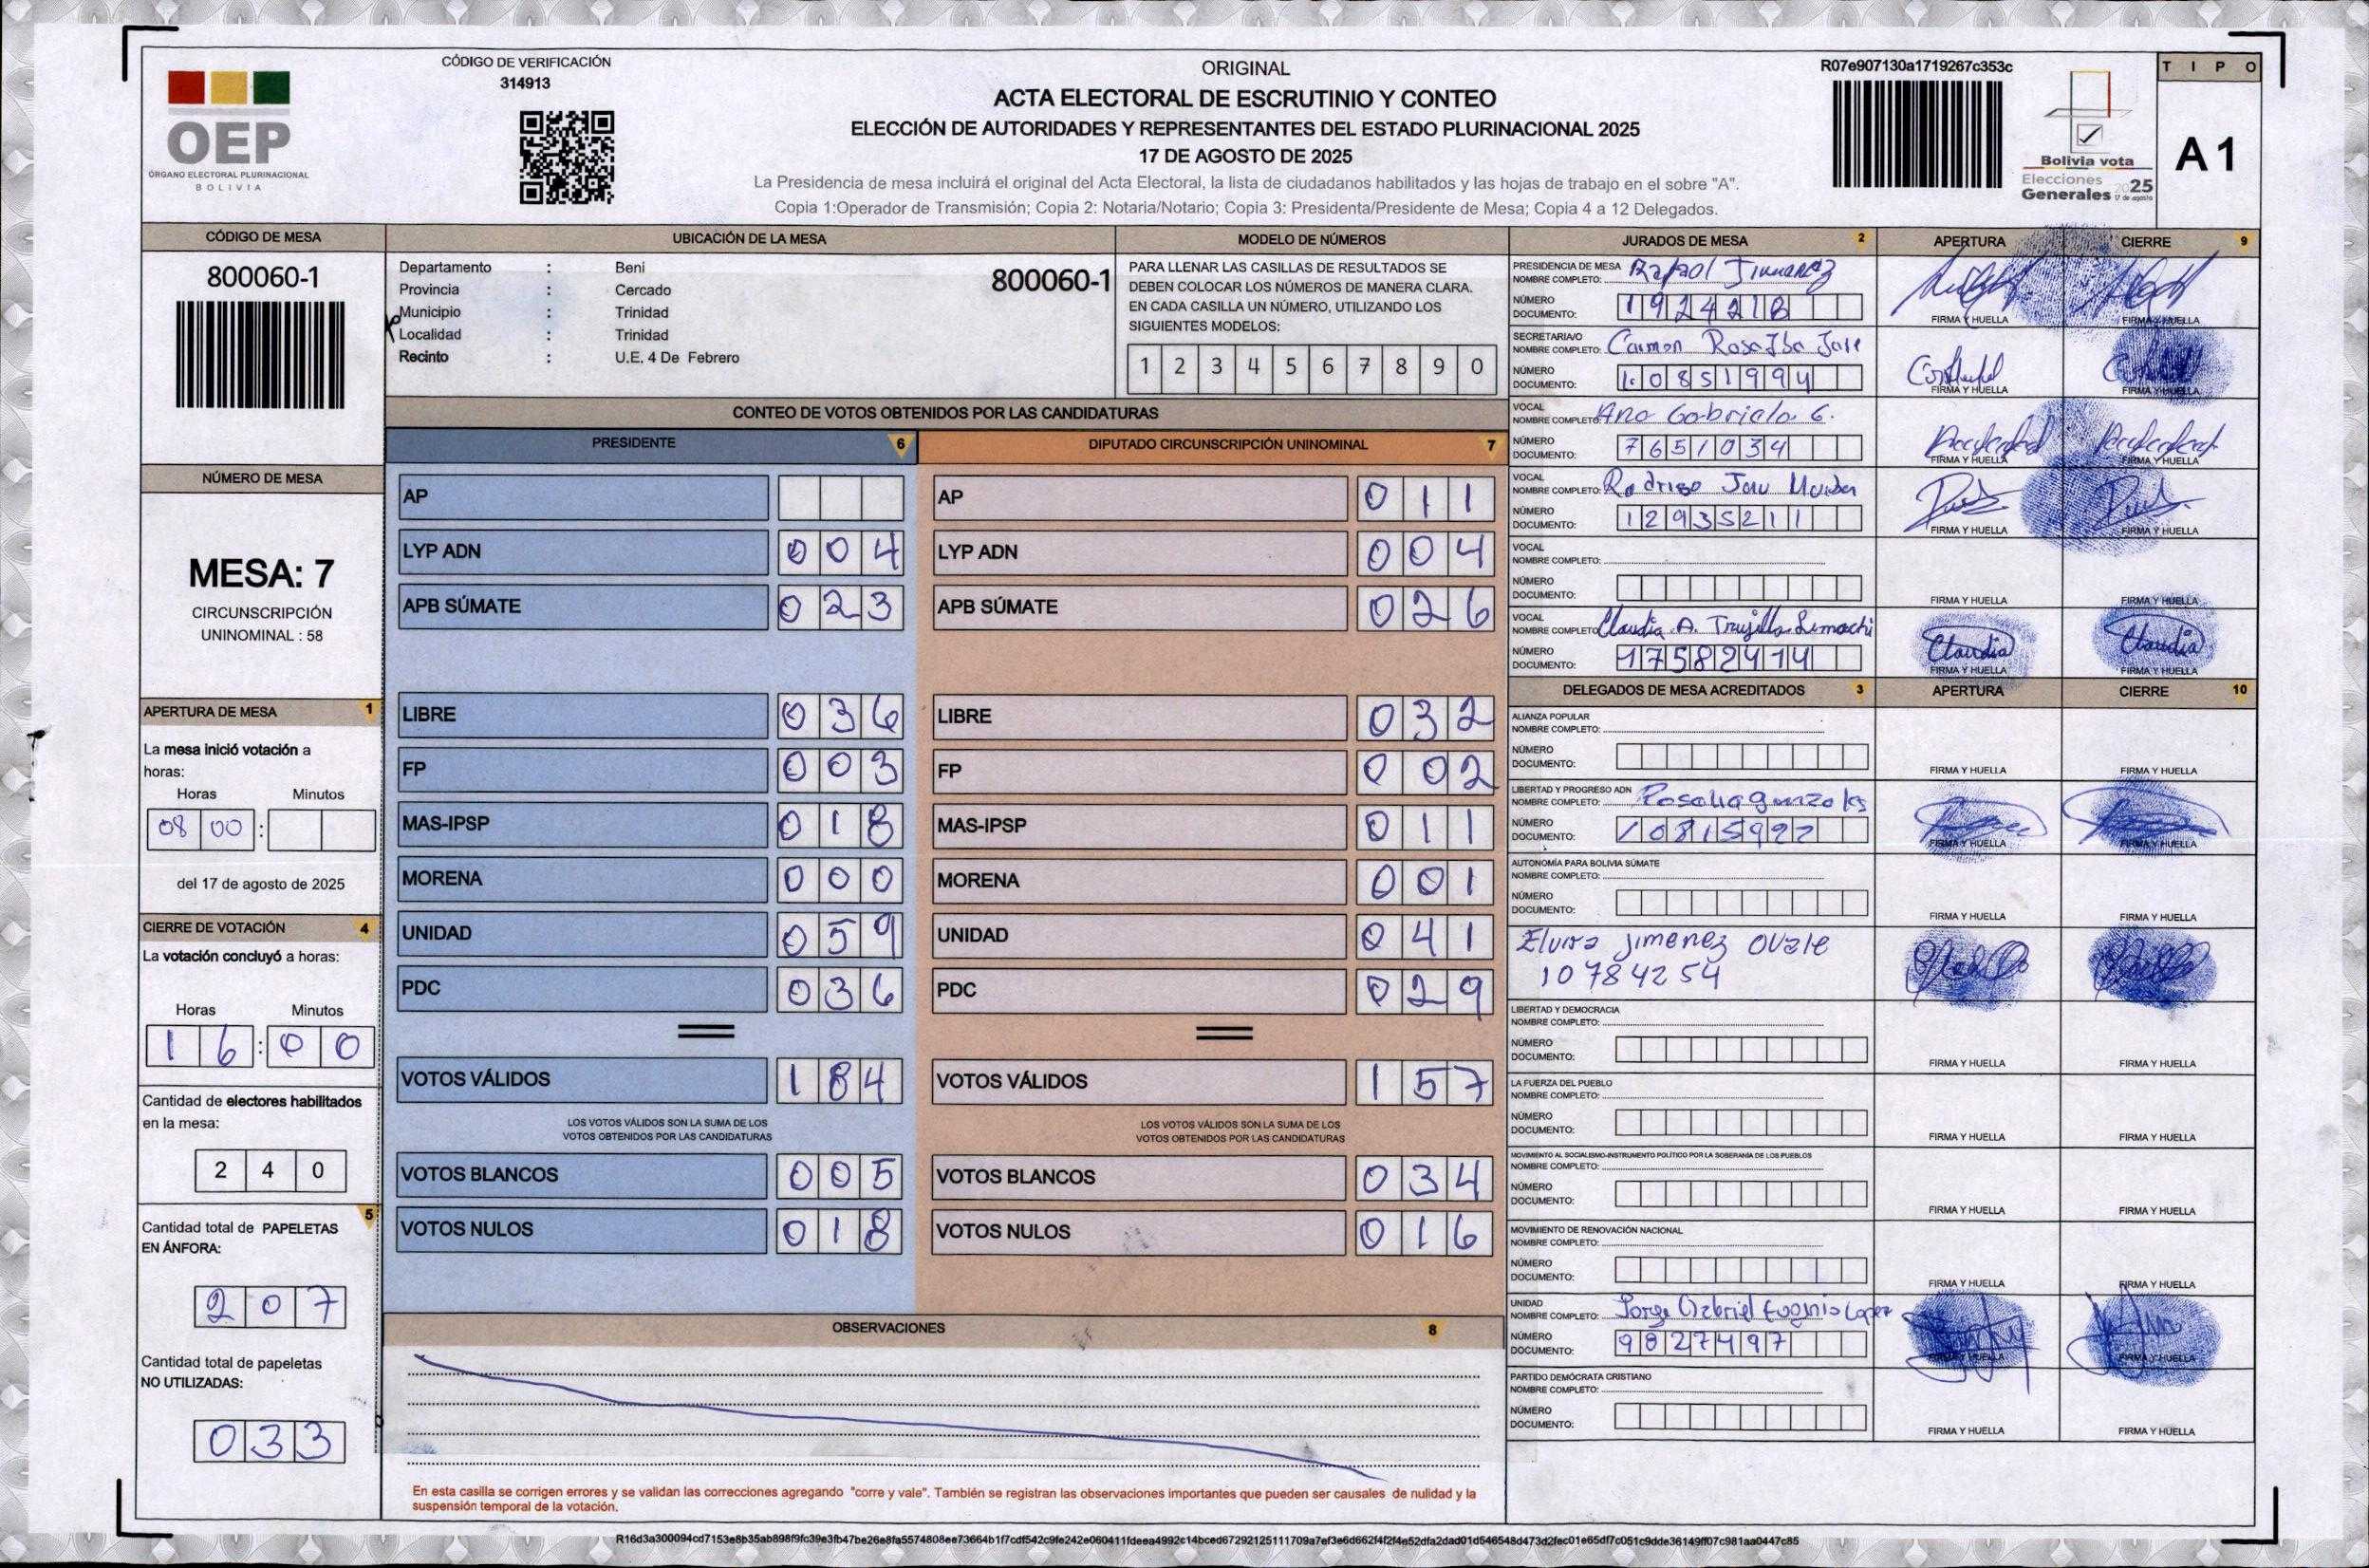 CÓDIGO DE VERIFICACIÓN
314913
OEP
ÓRGANO ELECTORAL PLURINACIONAL
BOLIVIA
ORIGINAL
ACTA ELECTORAL DE ESCRUTINIO Y CONTEO
ELECCIÓN DE AUTORIDADES Y REPRESENTANTES DEL ESTADO PLURINACIONAL 2025
17 DE AGOSTO DE 2025
La Presidencia de mesa incluirá el original del Acta Electoral, la lista de ciudadanos habilitados y las hojas de trabajo en el sobre "A".
Copia 1:Operador de Transmisión; Copia 2: Notaria/Notario; Copia 3: Presidenta/Presidente de Mesa; Copia 4 a 12 Delegados.
R07e907130a1719267c353c
Bolivia vota
Elecciones
Generales 2025
17 de agosto
TIPO
A1
CÓDIGO DE MESA
800060-1
NÚMERO DE MESA
MESA: 7
CIRCUNSCRIPCIÓN
UNINOMINAL : 58
APERTURA DE MESA 1
La mesa inició votación a
horas:
Horas Minutos
08 00 :
del 17 de agosto de 2025
CIERRE DE VOTACIÓN 4
La votación concluyó a horas:
Horas Minutos
16:00
Cantidad de electores habilitados
en la mesa:
240
5
Cantidad total de PAPELETAS
EN ÁNFORA:
207
Cantidad total de papeletas
NO UTILIZADAS:
033
UBICACIÓN DE LA MESA
Departamento : Beni
800060-1
Provincia : Cercado
Municipio : Trinidad
Localidad : Trinidad
Recinto : U.E. 4 De Febrero
MODELO DE NÚMEROS
PARA LLENAR LAS CASILLAS DE RESULTADOS SE
DEBEN COLOCAR LOS NÚMEROS DE MANERA CLARA.
EN CADA CASILLA UN NÚMERO, UTILIZANDO LOS
SIGUIENTES MODELOS:
1 2 3 4 5 6 7 8 9 0
CONTEO DE VOTOS OBTENIDOS POR LAS CANDIDATURAS
PRESIDENTE 6
AP
LYP ADN 004
APB SÚMATE 023
LIBRE 036
FP 003
MAS-IPSP 018
MORENA 000
UNIDAD 059
PDC 036
VOTOS VÁLIDOS 184
LOS VOTOS VÁLIDOS SON LA SUMA DE LOS
VOTOS OBTENIDOS POR LAS CANDIDATURAS
VOTOS BLANCOS 005
VOTOS NULOS 018
DIPUTADO CIRCUNSCRIPCIÓN UNINOMINAL 7
AP 011
LYP ADN 004
APB SÚMATE 026
LIBRE 032
FP 002
MAS-IPSP 011
MORENA 001
UNIDAD 041
PDC 029
VOTOS VÁLIDOS 157
LOS VOTOS VÁLIDOS SON LA SUMA DE LOS
VOTOS OBTENIDOS POR LAS CANDIDATURAS
VOTOS BLANCOS 034
VOTOS NULOS 016
OBSERVACIONES 8
En esta casilla se corrigen errores y se validan las correcciones agregando "corre y vale". También se registran las observaciones importantes que pueden ser causales de nulidad y la
suspensión temporal de la votación.
JURADOS DE MESA 2 APERTURA CIERRE 9
PRESIDENCIA DE MESA
NOMBRE COMPLETO:
NÚMERO
DOCUMENTO: 1924218
FIRMA Y HUELLA FIRMA Y HUELLA
SECRETARIA/O
NOMBRE COMPLETO: Carmen Rosa
NÚMERO
DOCUMENTO: 10851994
FIRMA Y HUELLA FIRMA Y HUELLA
VOCAL
NOMBRE COMPLETO: Ana Gabriela G.
NÚMERO
DOCUMENTO: 7651034
FIRMA Y HUELLA FIRMA Y HUELLA
VOCAL
NOMBRE COMPLETO: Rodrigo
NÚMERO
DOCUMENTO: 12935211
FIRMA Y HUELLA FIRMA Y HUELLA
VOCAL
NOMBRE COMPLETO:
NÚMERO
DOCUMENTO:
FIRMA Y HUELLA FIRMA Y HUELLA
VOCAL
NOMBRE COMPLETO: Claudia A. Trujillo Limachi
NÚMERO
DOCUMENTO: 17582414
Claudia Claudia
FIRMA Y HUELLA FIRMA Y HUELLA
DELEGADOS DE MESA ACREDITADOS 3 APERTURA CIERRE 10
ALIANZA POPULAR
NOMBRE COMPLETO:
NÚMERO
DOCUMENTO:
FIRMA Y HUELLA FIRMA Y HUELLA
LIBERTAD Y PROGRESO ADN
NOMBRE COMPLETO:
NÚMERO
DOCUMENTO: 10815922
FIRMA Y HUELLA FIRMA Y HUELLA
AUTONOMÍA PARA BOLIVIA SÚMATE
NOMBRE COMPLETO:
NÚMERO
DOCUMENTO:
FIRMA Y HUELLA FIRMA Y HUELLA
Elvira Jimenez Ovale
10784254
LIBERTAD Y DEMOCRACIA
NOMBRE COMPLETO:
NÚMERO
DOCUMENTO:
FIRMA Y HUELLA FIRMA Y HUELLA
LA FUERZA DEL PUEBLO
NOMBRE COMPLETO:
NÚMERO
DOCUMENTO:
FIRMA Y HUELLA FIRMA Y HUELLA
MOVIMIENTO AL SOCIALISMO-INSTRUMENTO POLÍTICO POR LA SOBERANÍA DE LOS PUEBLOS
NOMBRE COMPLETO:
NÚMERO
DOCUMENTO:
FIRMA Y HUELLA FIRMA Y HUELLA
MOVIMIENTO DE RENOVACIÓN NACIONAL
NOMBRE COMPLETO:
NÚMERO
DOCUMENTO:
FIRMA Y HUELLA FIRMA Y HUELLA
UNIDAD
NOMBRE COMPLETO: Jorge Gabriel Eugenio Lopez
NÚMERO
DOCUMENTO: 9827497
FIRMA Y HUELLA FIRMA Y HUELLA
PARTIDO DEMÓCRATA CRISTIANO
NOMBRE COMPLETO:
NÚMERO
DOCUMENTO:
FIRMA Y HUELLA FIRMA Y HUELLA